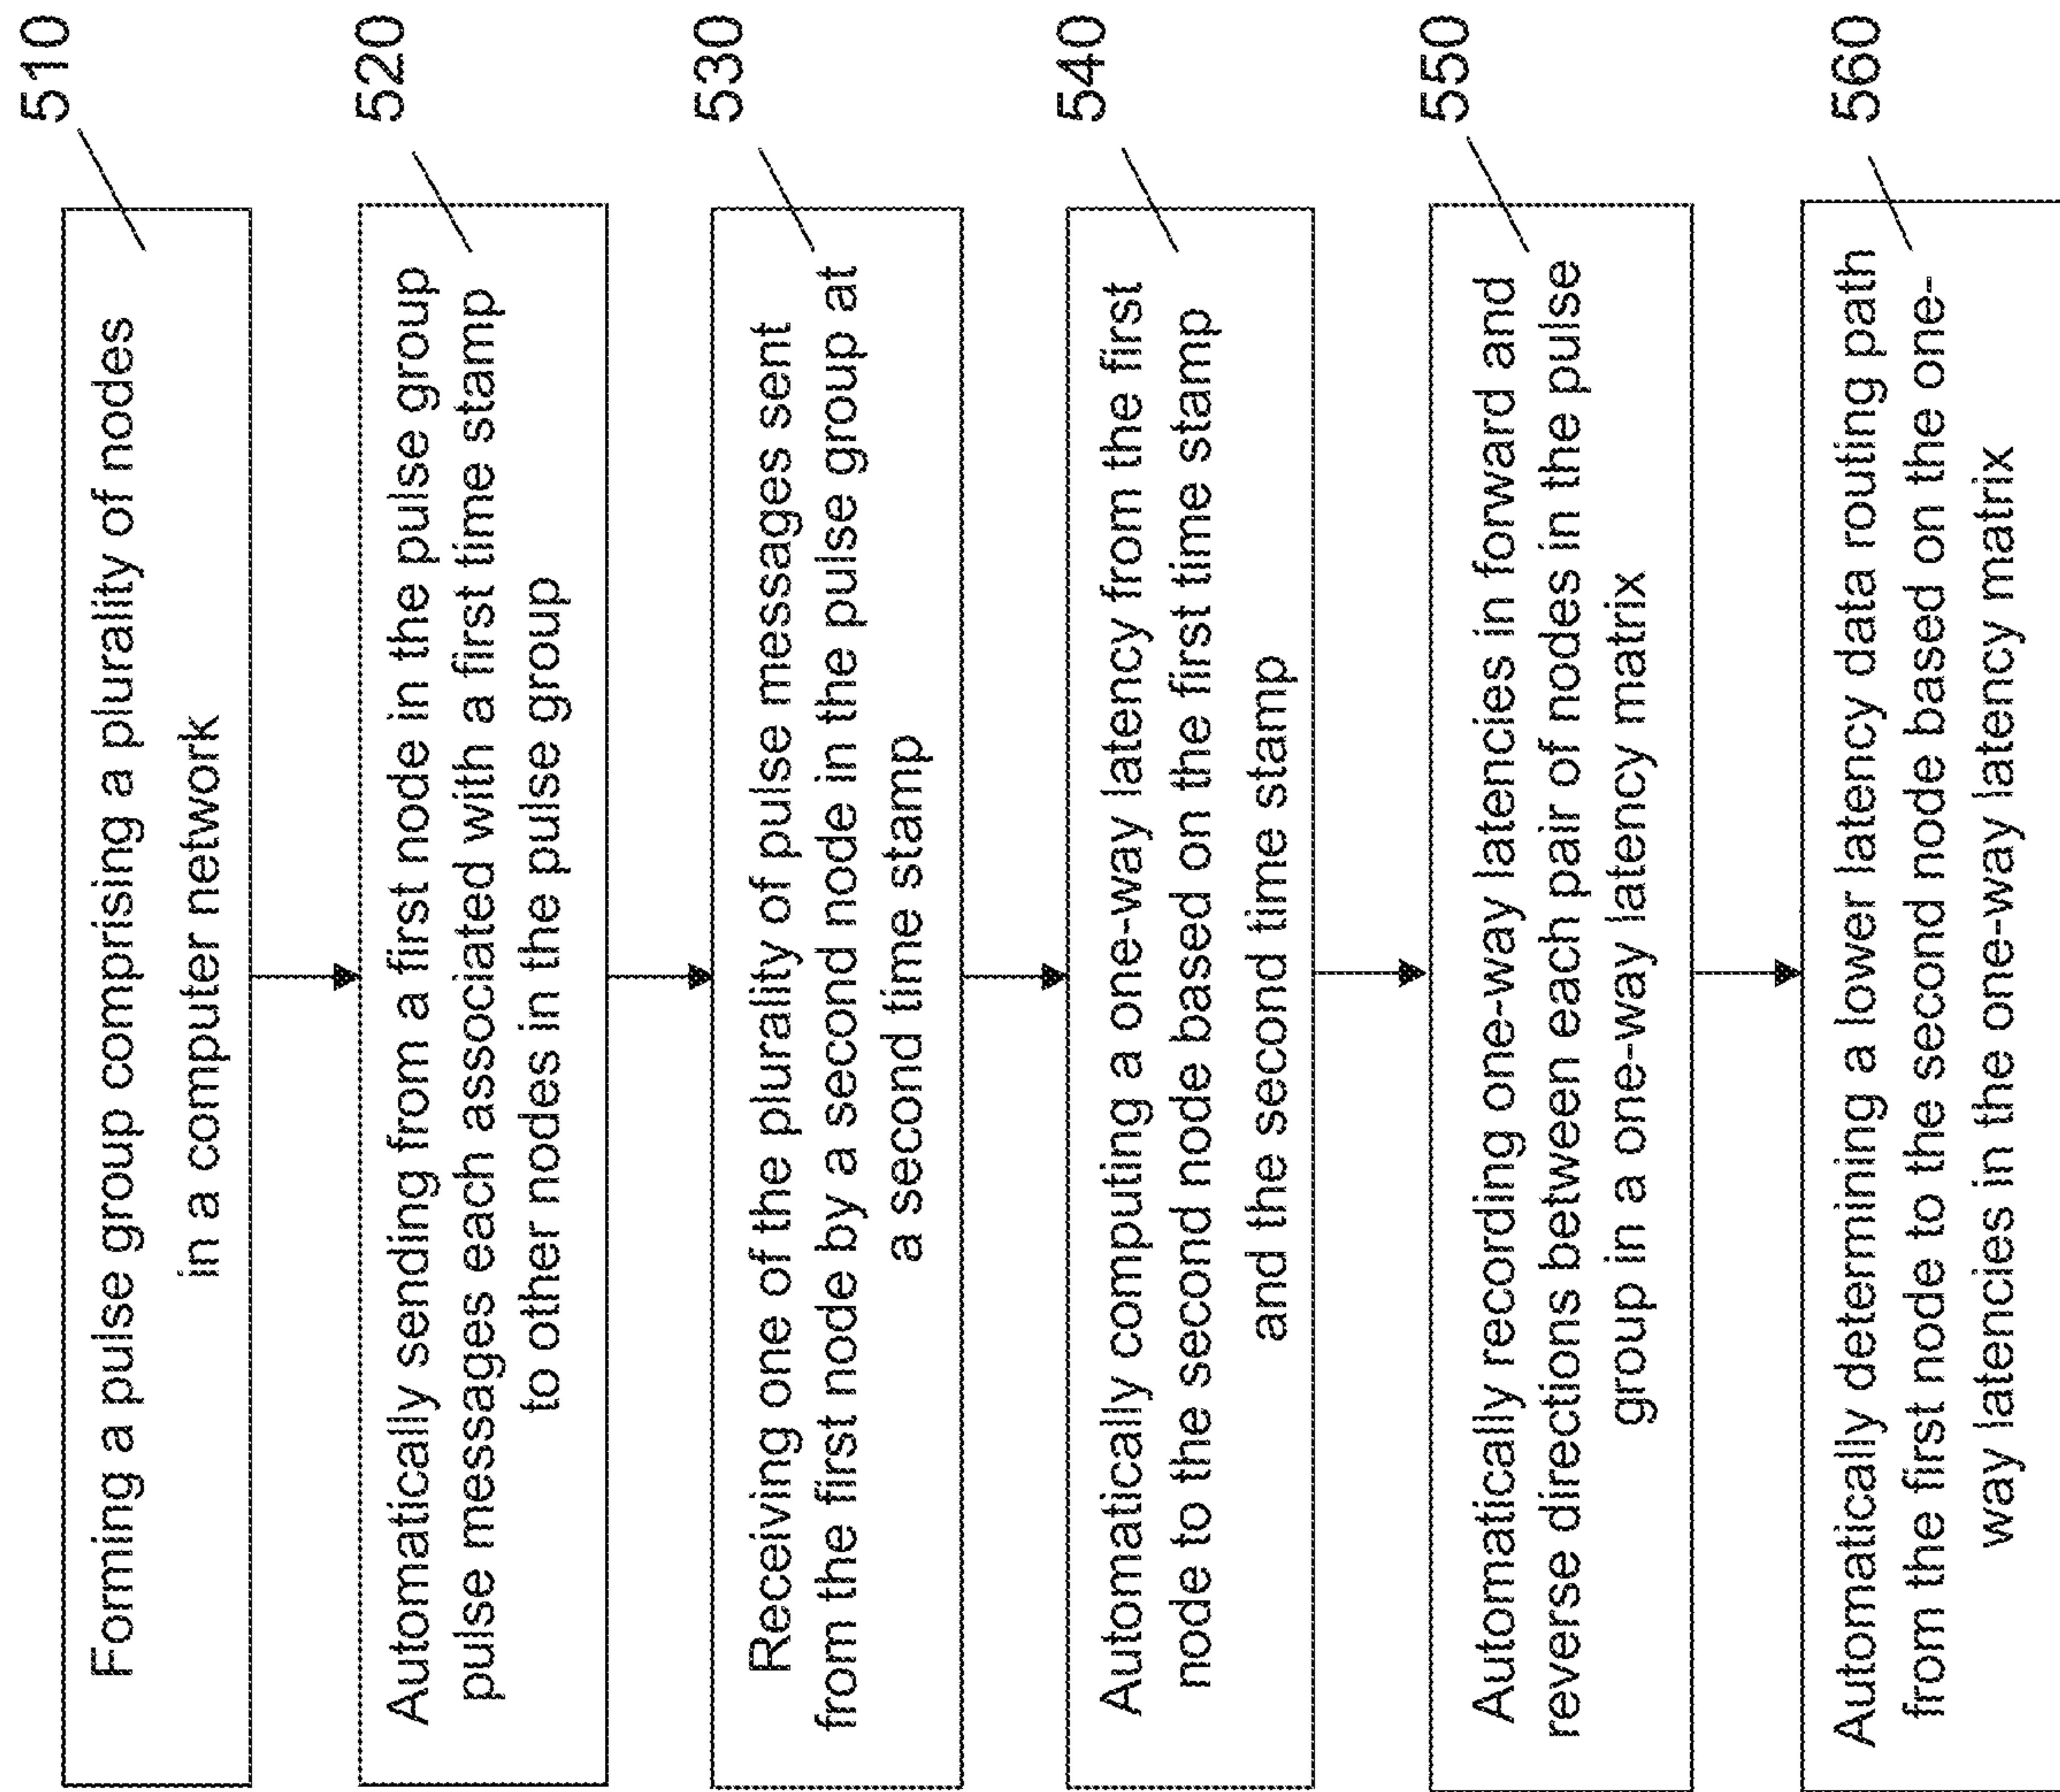 510
Forming a pulse group comprising a plurality of nodes
in a computer network
520
Automatically sending from a first node in the pulse group
pulse messages each associated with a first time stamp
to other nodes in the pulse group
530
Receiving one of the plurality of pulse messages sent
from the first node by a second node in the pulse group at
a second time stamp
540
Automatically computing a one-way latency from the first
node to the second node based on the first time stamp
and the second time stamp
550
Automatically recording one-way latencies in forward and
reverse directions between each pair of nodes in the pulse
group in a one-way latency matrix
560
Automatically determining a lower latency data routing path
from the first node to the second node based on the one-
way latencies in the one-way latency matrix